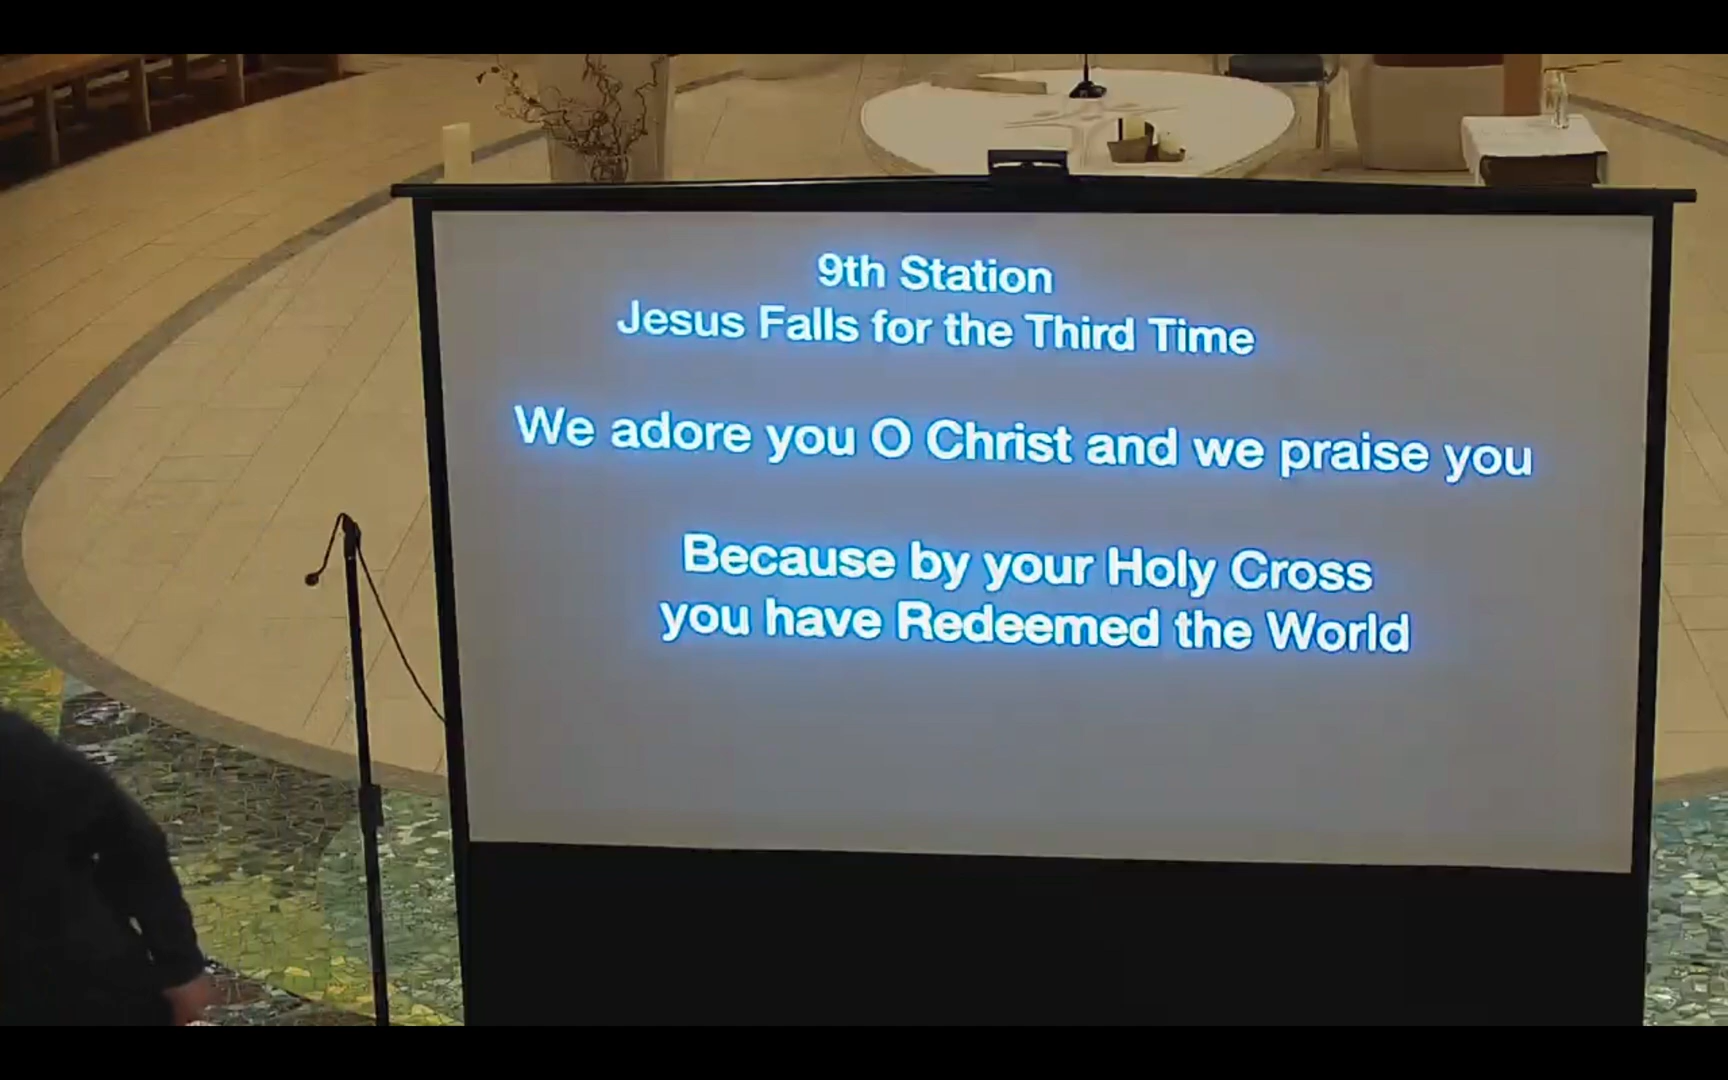 9th Station
Jesus Falls for the Third Time
We adore you O Christ and we praise you
Because by your Holy Cross
you have Redeemed the World